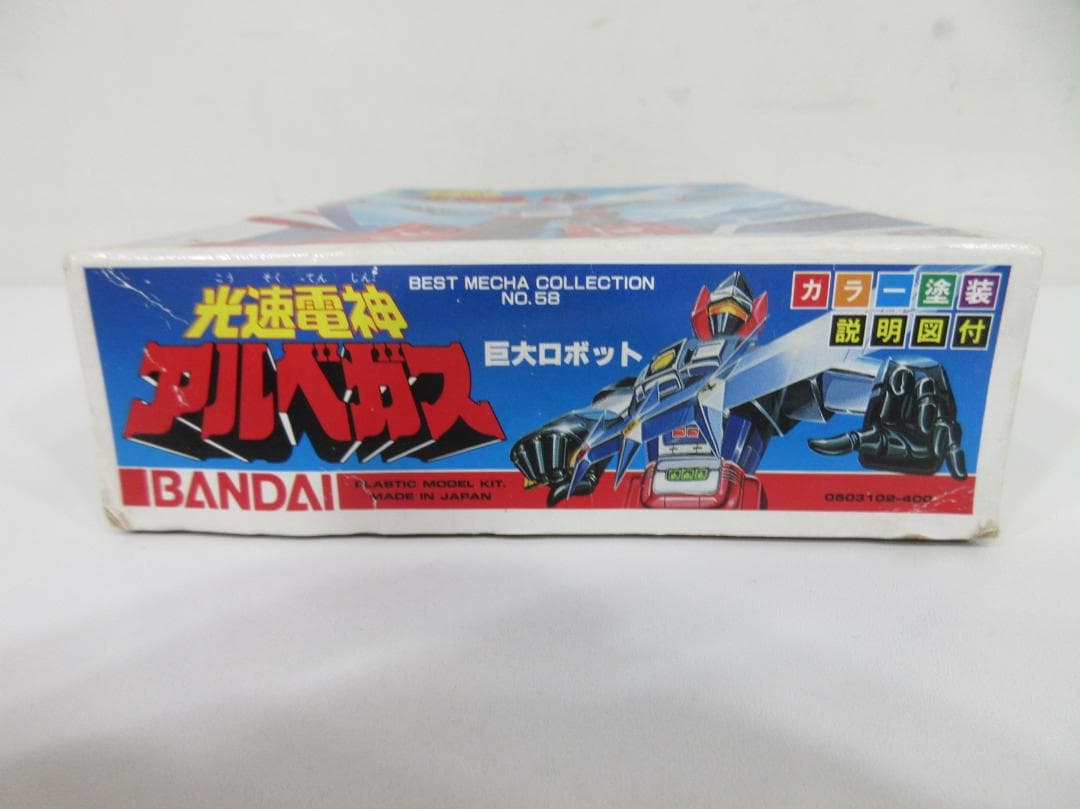 こう そく でん じん
光速電神
アルベガス
BEST MECHA COLLECTION
NO.58
巨大ロボット
カラー塗装
説明図付
BANDAI
PLASTIC MODEL KIT.
MADE IN JAPAN
0503102-400